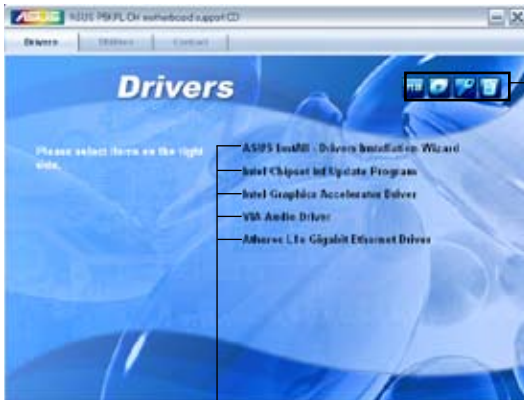 ASUS P5KPL-CM motherboard support CD
Drivers Utilities Contact
Drivers
Please select items on the right
side.
ASUS InstAll - Drivers Installation Wizard
Intel Chipset Inf Update Program
Intel Graphics Accelerator Driver
VIA Audio Driver
Atheros L1e Gigabit Ethernet Driver